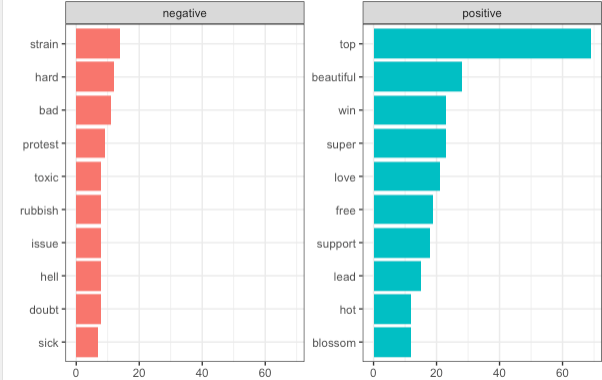 negative
strain
hard
bad
protest
toxic
rubbish
issue
hell
doubt
sick
0 20 40 60
positive
top
beautiful
win
super
love
free
support
lead
hot
blossom
0 20 40 60